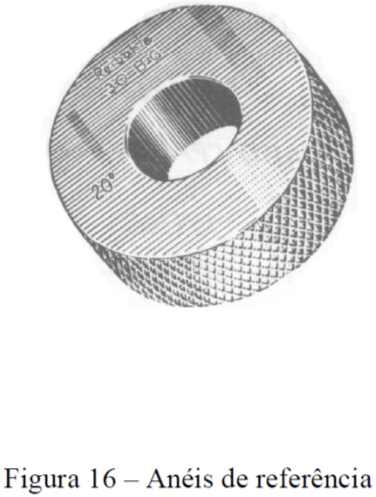 20°
Figura 16 – Anéis de referência